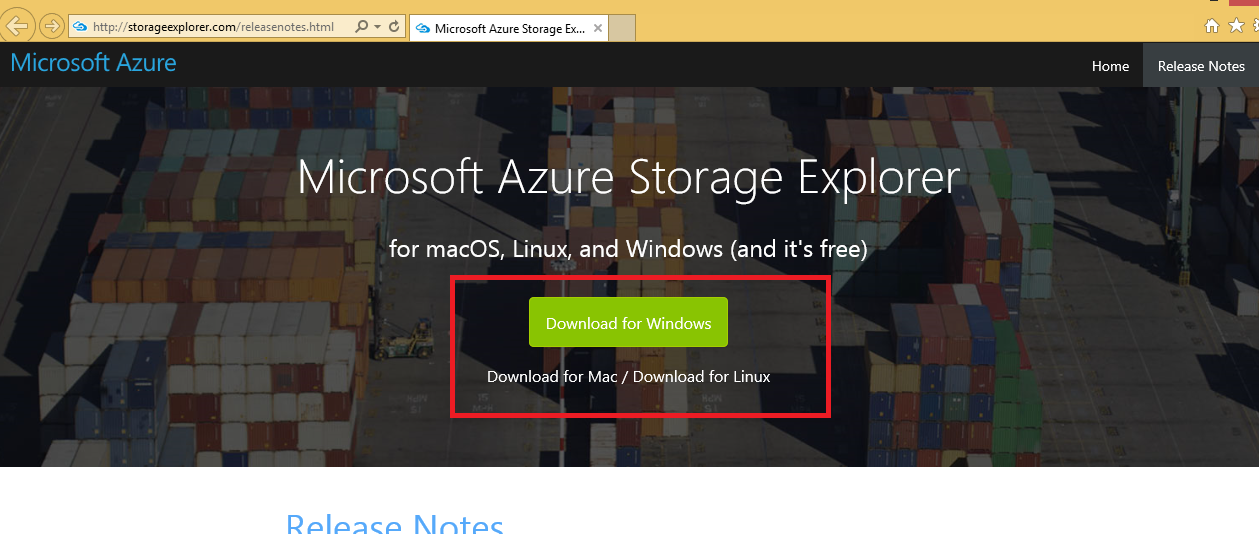 http://storageexplorer.com/releasenotes.html
Microsoft Azure Storage Ex...
Microsoft Azure
Home
Release Notes
Microsoft Azure Storage Explorer
for macOS, Linux, and Windows (and it's free)
Download for Windows
Download for Mac / Download for Linux
Release Notes